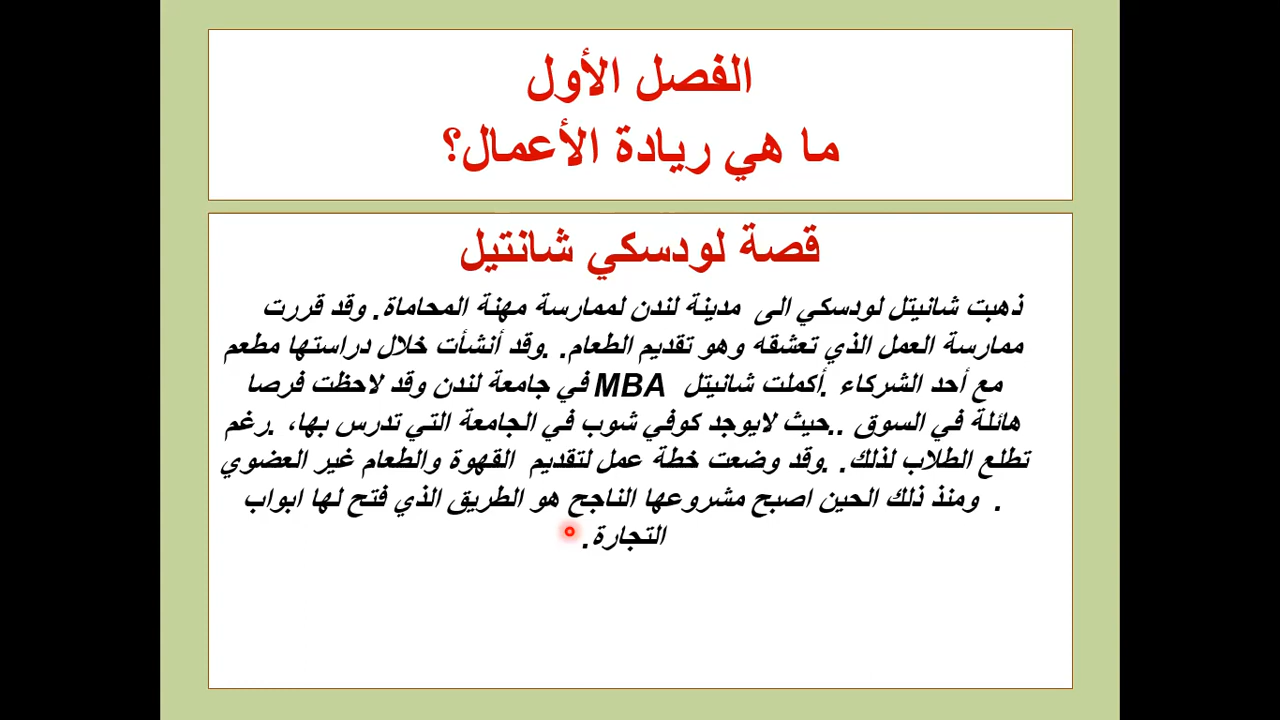 الفصل الأول
ما هي ريادة الأعمال؟
قصة لودسكي شانتيل
ذهبت شانيتل لودسكي الى مدينة لندن لممارسة مهنة المحاماة. وقد قررت
ممارسة العمل الذي تعشقه وهو تقديم الطعام. .وقد أنشأت خلال دراستها مطعم
مع أحد الشركاء .أكملت شانيتل MBA في جامعة لندن وقد لاحظت فرصا
هائلة في السوق ..حيث لايوجد كوفي شوب في الجامعة التي تدرس بها، .رغم
تطلع الطلاب لذلك. .وقد وضعت خطة عمل لتقديم القهوة والطعام غير العضوي
. ومنذ ذلك الحين اصبح مشروعها الناجح هو الطريق الذي فتح لها ابواب
التجارة.